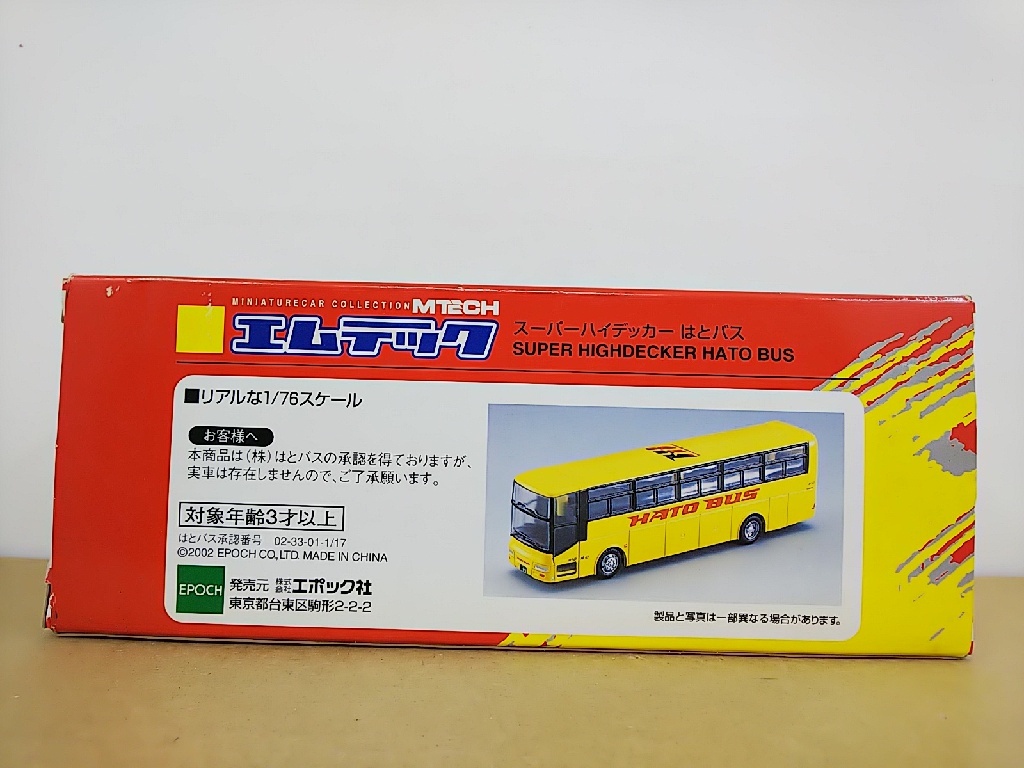 MINIATURECAR COLLECTION MTECH
エムテック
スーパーハイデッカー はとバス
SUPER HIGHDECKER HATO BUS
■リアルな1/76スケール
お客様へ
本商品は(株)はとバスの承認を得ておりますが、
実車は存在しませんので、ご了承願います。
対象年齢3才以上
はとバス承認番号 02-33-01-1/17
©2002 EPOCH CO., LTD. MADE IN CHINA
EPOCH
発売元 株式会社 エポック社
東京都台東区駒形2-2-2
HATO BUS
製品と写真は一部異なる場合があります。